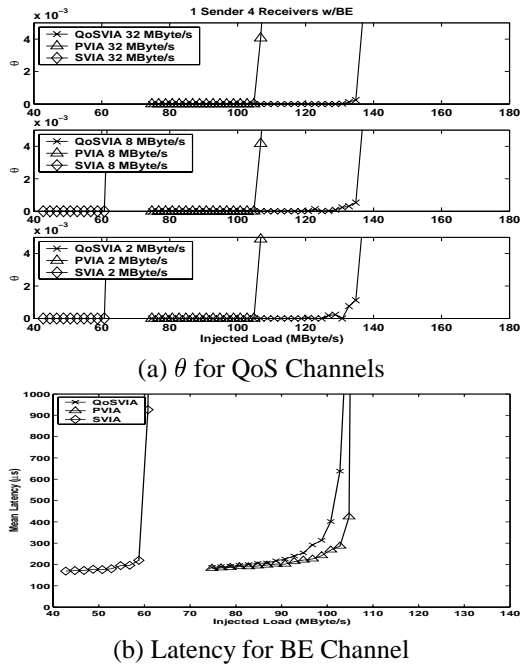 1 Sender 4 Receivers w/BE
x 10⁻³
QoSVIA 32 MByte/s
PVIA 32 MByte/s
SVIA 32 MByte/s
4
2
0
θ
40 60 80 100 120 140 160 180
x 10⁻³
QoSVIA 8 MByte/s
PVIA 8 MByte/s
SVIA 8 MByte/s
4
2
0
θ
40 60 80 100 120 140 160 180
x 10⁻³
QoSVIA 2 MByte/s
PVIA 2 MByte/s
SVIA 2 MByte/s
4
2
0
θ
40 60 80 100 120 140 160 180
Injected Load (MByte/s)
(a) θ for QoS Channels
QoSVIA
PVIA
SVIA
1000
900
800
700
600
500
400
300
200
100
0
Mean Latency (μs)
40 50 60 70 80 90 100 110 120 130 140
Injected Load (MByte/s)
(b) Latency for BE Channel